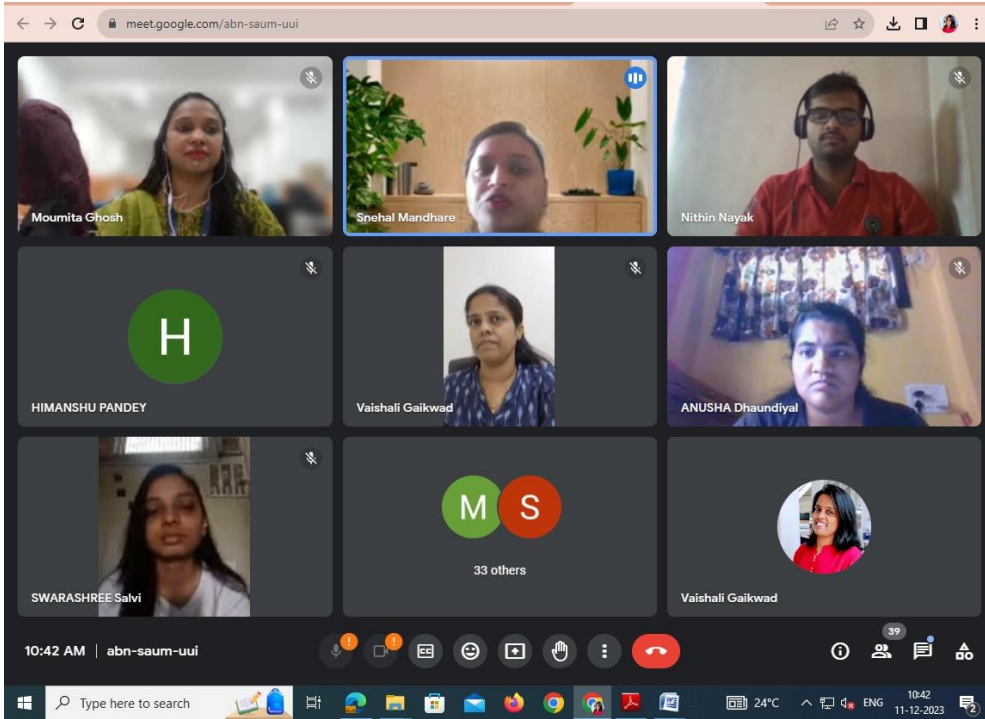 meet.google.com/abn-saum-uui
Moumita Ghosh
Snehal Mandhare
Nithin Nayak
H
HIMANSHU PANDEY
Vaishali Gaikwad
ANUSHA Dhaundiyal
SWARASHREE Salvi
M S
33 others
Vaishali Gaikwad
10:42 AM | abn-saum-uui
CC
39
Type here to search
24°C
ENG
10:42
11-12-2023
2